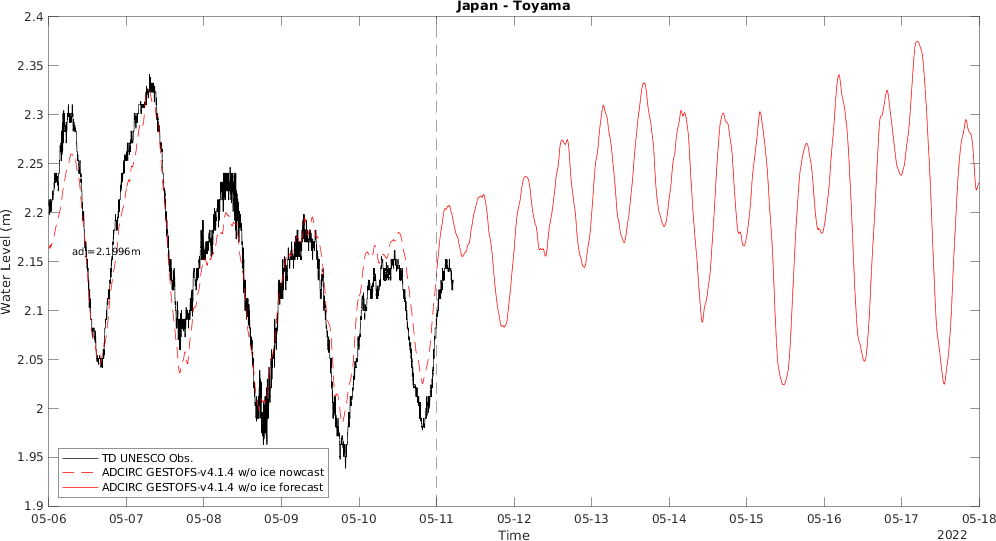 Japan - Toyama
Water Level (m)
2.4
2.35
2.3
2.25
2.2
2.15
2.1
2.05
2
1.95
1.9
adj=2.1996m
TD UNESCO Obs.
ADCIRC GESTOFS-v4.1.4 w/o ice nowcast
ADCIRC GESTOFS-v4.1.4 w/o ice forecast
05-06 05-07 05-08 05-09 05-10 05-11 05-12 05-13 05-14 05-15 05-16 05-17 05-18
Time
2022